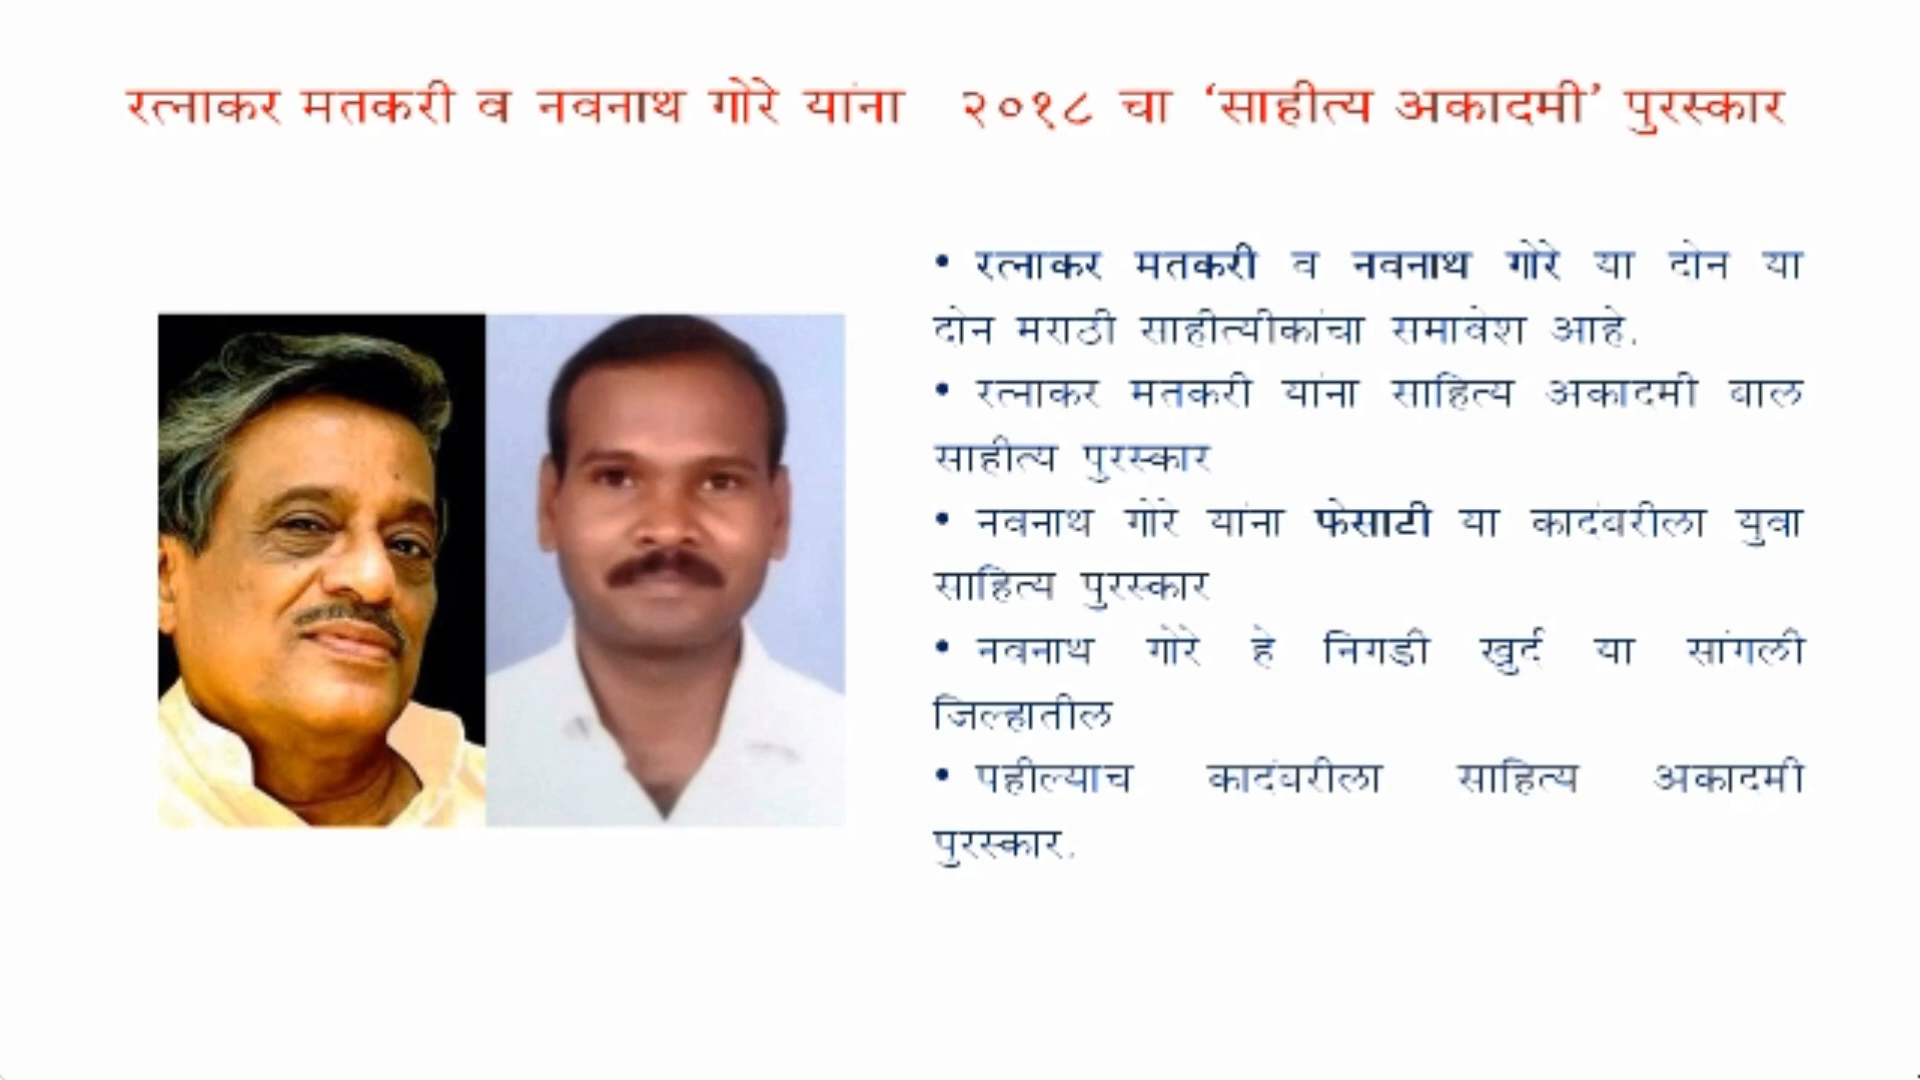 रत्नाकर मतकरी व नवनाथ गोरे यांना २०१८ चा ‘साहीत्य अकादमी’ पुरस्कार
• रत्नाकर मतकरी व नवनाथ गोरे या दोन या
दोन मराठी साहीत्यीकांचा समावेश आहे.
• रत्नाकर मतकरी यांना साहित्य अकादमी बाल
साहीत्य पुरस्कार
• नवनाथ गोरे यांना फेसाटी या कादंबरीला युवा
साहित्य पुरस्कार
• नवनाथ गोरे हे निगडी खुर्द या सांगली
जिल्हातील
• पहील्याच कादंबरीला साहित्य अकादमी
पुरस्कार.